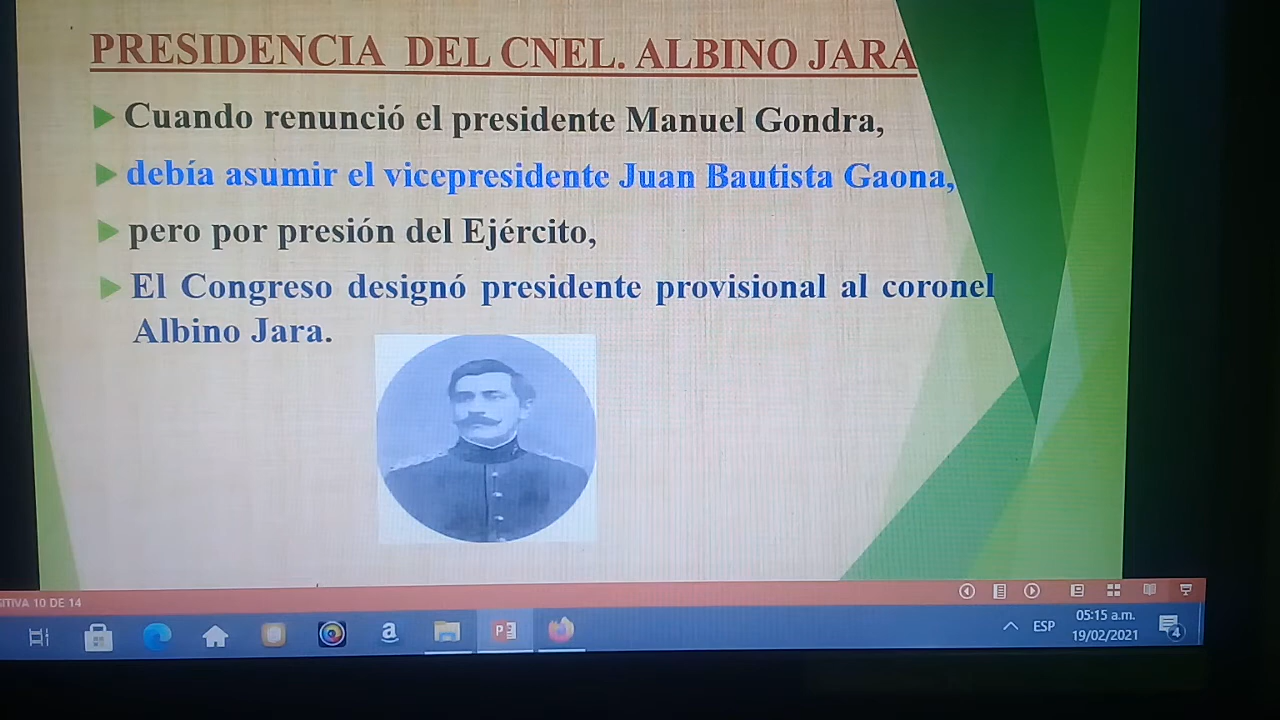 PRESIDENCIA DEL CNEL. ALBINO JARA
Cuando renunció el presidente Manuel Gondra,
debía asumir el vicepresidente Juan Bautista Gaona,
pero por presión del Ejército,
El Congreso designó presidente provisional al coronel
Albino Jara.
10 DE 14
ESP
05:15 a.m.
19/02/2021
4